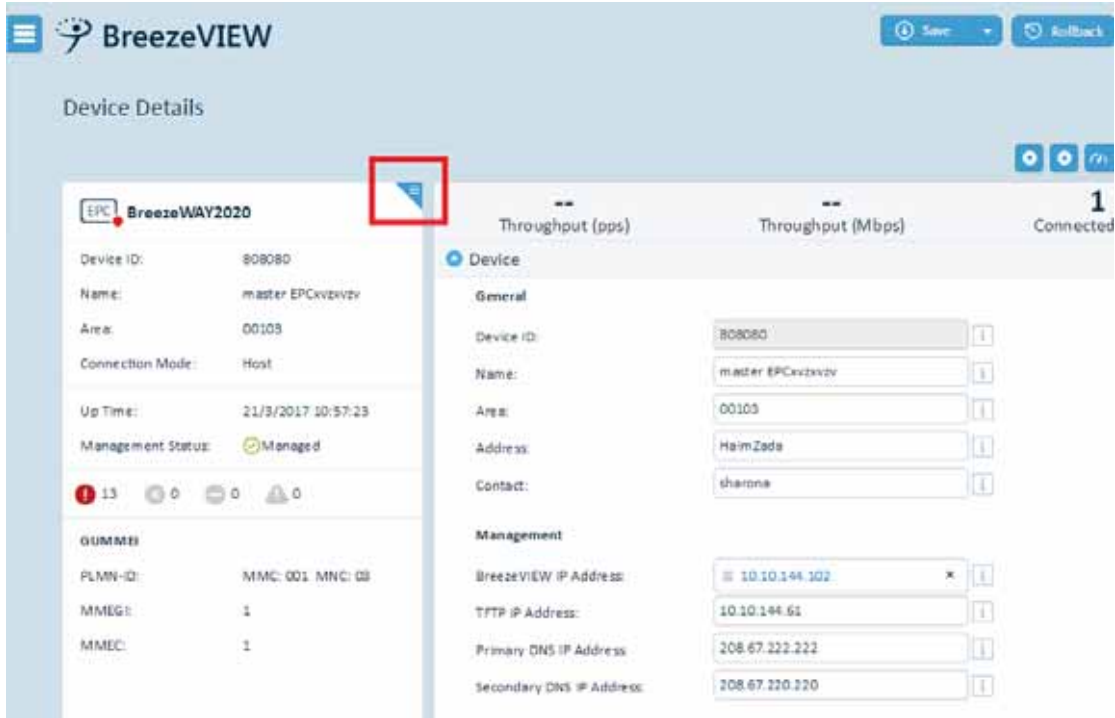 BreezeVIEW
Save
Rollback
Device Details
EPC BreezeWAY2020
Device ID: 808080
Name: master EPCxvzxvzv
Area: 00103
Connection Mode: Host
Up Time: 21/3/2017 10:57:23
Management Status: Managed
13 0 0 0
GUMMEI
PLMN-ID: MMC: 001 MNC: 03
MMEGI: 1
MMEC: 1
-- -- 1
Throughput (pps) Throughput (Mbps) Connected
Device
General
Device ID: 808080
Name: master EPCxvzxvzv
Area: 00103
Address: HaimZada
Contact: sharona
Management
BreezeVIEW IP Address: 10.10.144.102 ×
TFTP IP Address: 10.10.144.61
Primary DNS IP Address: 208.67.222.222
Secondary DNS IP Address: 208.67.220.220